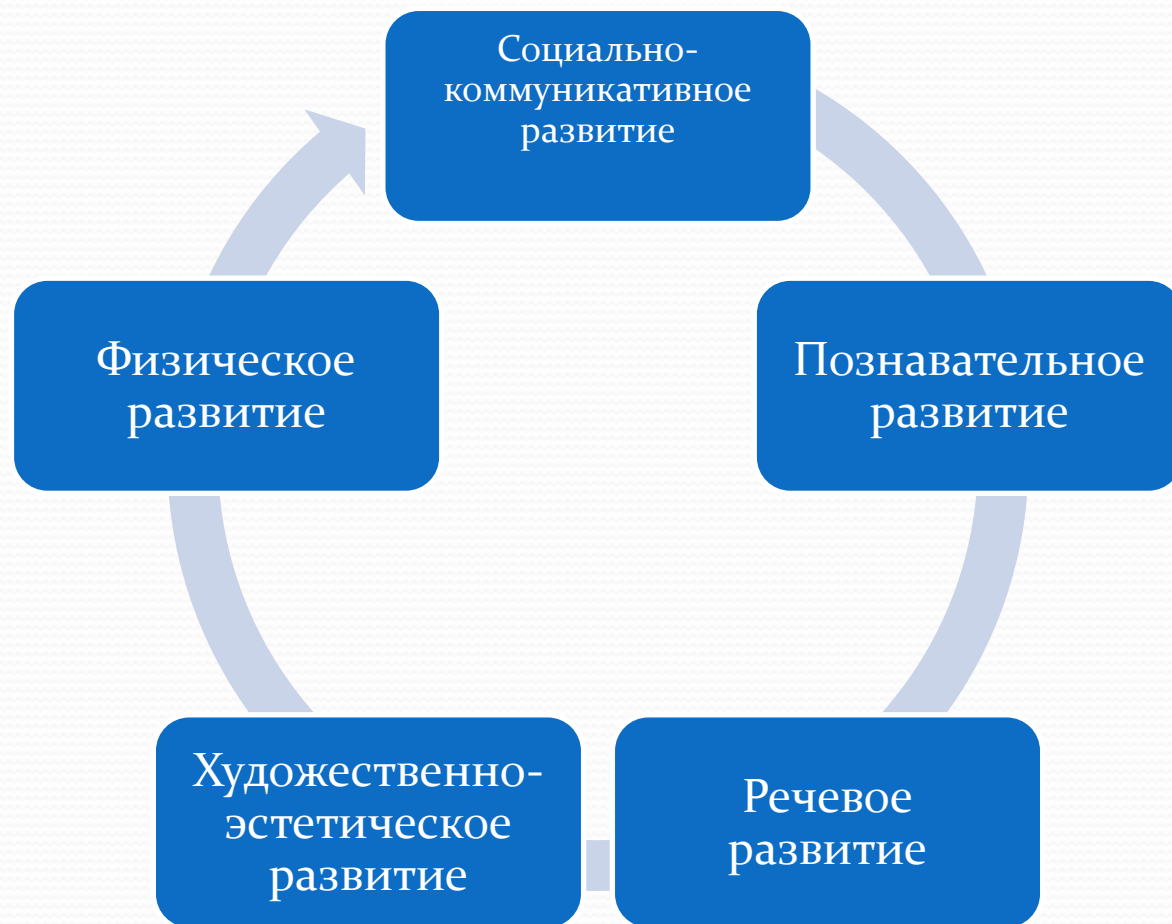 Социально-
коммуникативное
развитие
Познавательное
развитие
Речевое
развитие
Художественно-
эстетическое
развитие
Физическое
развитие